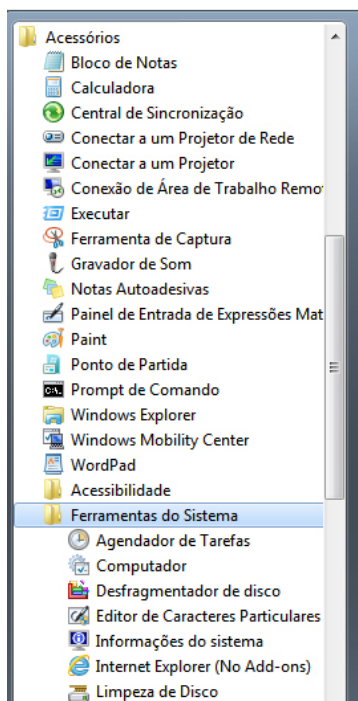 Acessórios
Bloco de Notas
Calculadora
Central de Sincronização
Conectar a um Projetor de Rede
Conectar a um Projetor
Conexão de Área de Trabalho Remo
Executar
Ferramenta de Captura
Gravador de Som
Notas Autoadesivas
Painel de Entrada de Expressões Mat
Paint
Ponto de Partida
Prompt de Comando
Windows Explorer
Windows Mobility Center
WordPad
Acessibilidade
Ferramentas do Sistema
Agendador de Tarefas
Computador
Desfragmentador de disco
Editor de Caracteres Particulares
Informações do sistema
Internet Explorer (No Add-ons)
Limpeza de Disco